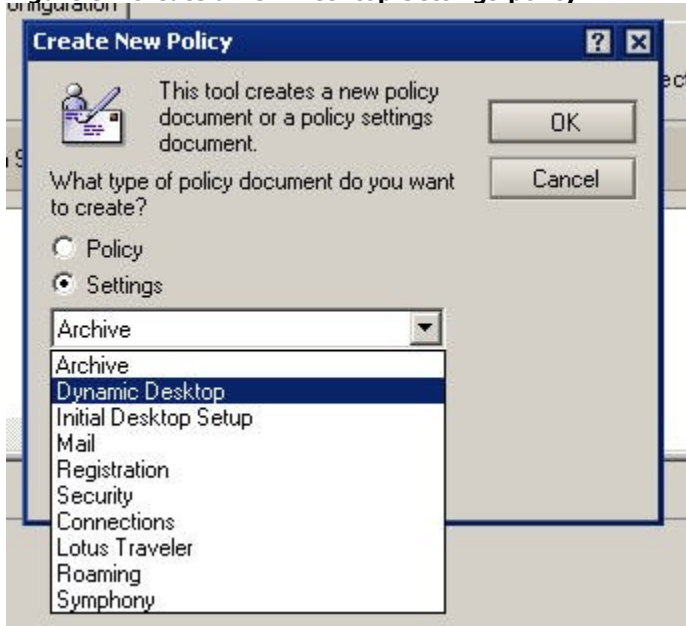 Configuration
Create New Policy
This tool creates a new policy
document or a policy settings
document.
OK
Cancel
What type of policy document do you want
to create?
Policy
Settings
Archive
Archive
Dynamic Desktop
Initial Desktop Setup
Mail
Registration
Security
Connections
Lotus Traveler
Roaming
Symphony